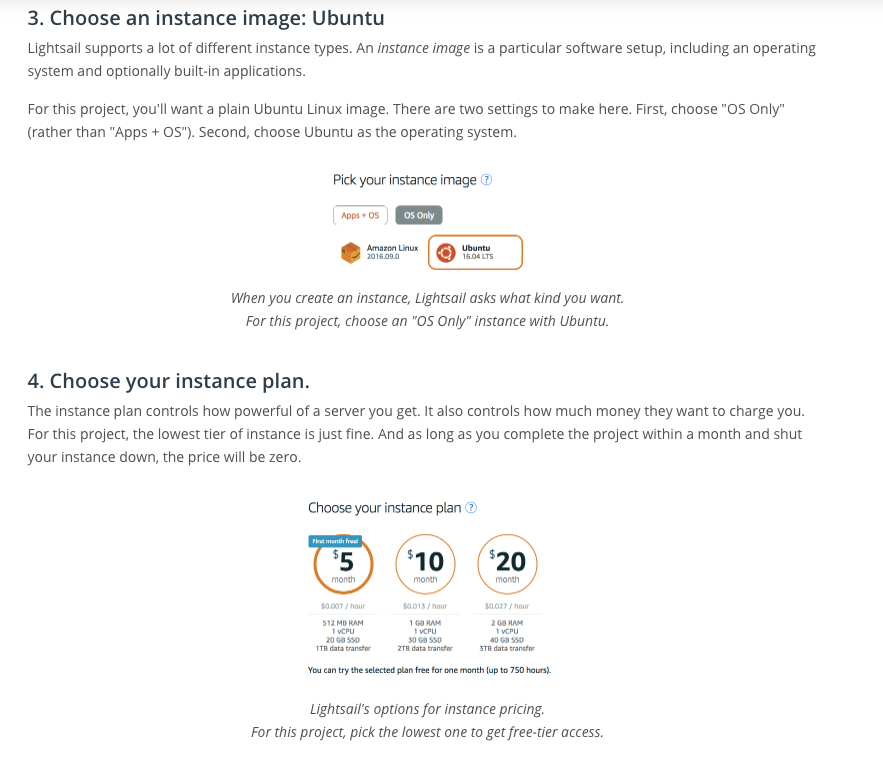 3. Choose an instance image: Ubuntu
Lightsail supports a lot of different instance types. An instance image is a particular software setup, including an operating
system and optionally built-in applications.
For this project, you'll want a plain Ubuntu Linux image. There are two settings to make here. First, choose "OS Only"
(rather than "Apps + OS"). Second, choose Ubuntu as the operating system.
Pick your instance image ?
Apps + OS OS Only
Amazon Linux Ubuntu
2016.09.0 16.04 LTS
When you create an instance, Lightsail asks what kind you want.
For this project, choose an "OS Only" instance with Ubuntu.
4. Choose your instance plan.
The instance plan controls how powerful of a server you get. It also controls how much money they want to charge you.
For this project, the lowest tier of instance is just fine. And as long as you complete the project within a month and shut
your instance down, the price will be zero.
Choose your instance plan ?
First month free!
$5 $10 $20
month month month
$0.007 / hour $0.013 / hour $0.027 / hour
512 MB RAM 1 GB RAM 2 GB RAM
1 vCPU 1 vCPU 1 vCPU
20 GB SSD 30 GB SSD 40 GB SSD
1TB data transfer 2TB data transfer 3TB data transfer
You can try the selected plan free for one month (up to 750 hours).
Lightsail's options for instance pricing.
For this project, pick the lowest one to get free-tier access.